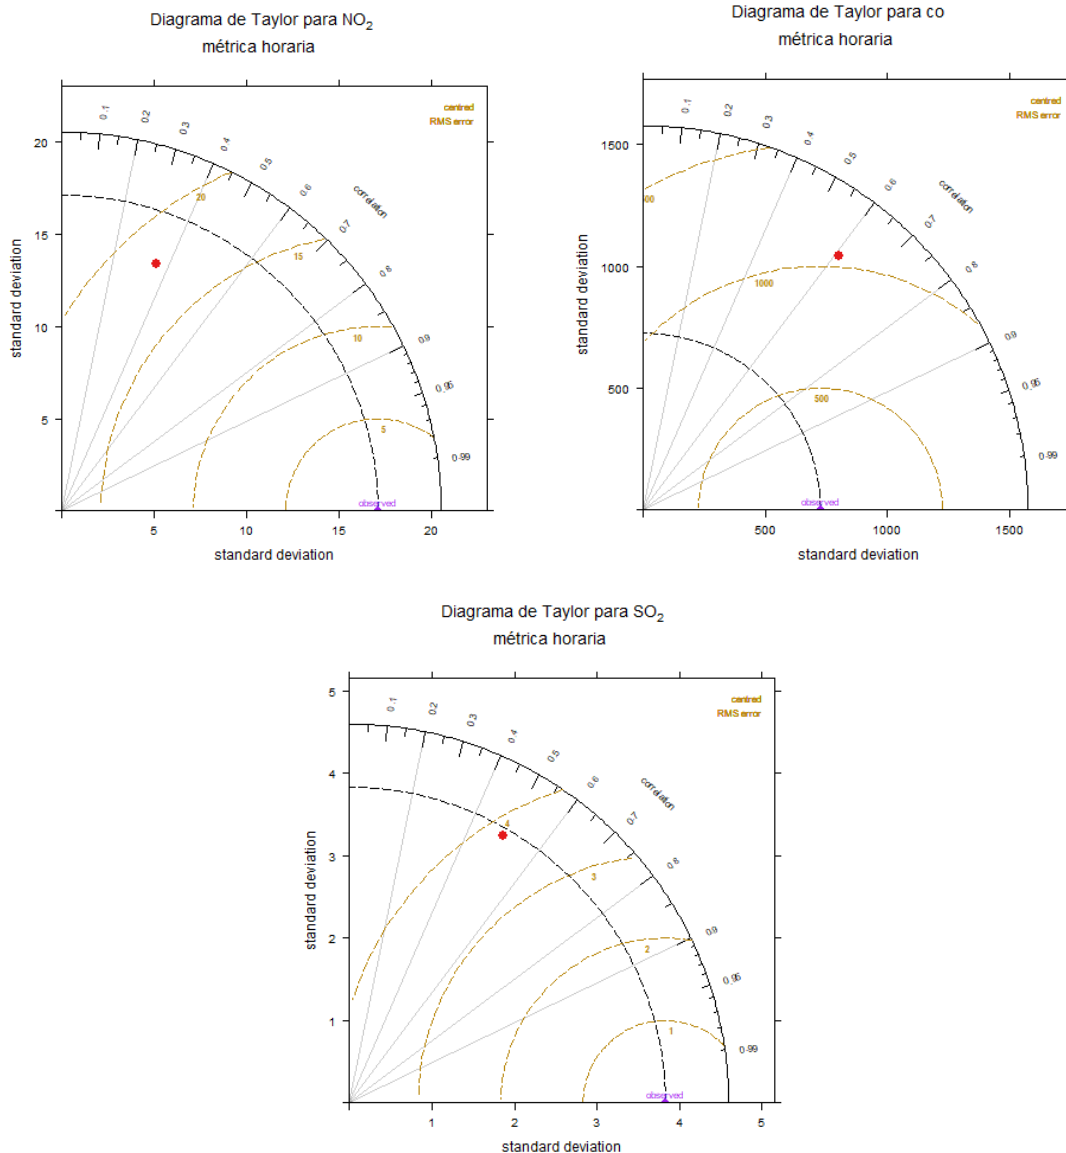 Diagrama de Taylor para NO₂
métrica horaria
centred
RMS error
0.1
0.2
0.3
0.4
0.5
0.6
correlation
0.7
0.8
0.9
0.95
0.99
20
15
10
5
20
15
10
5
observed
5
10
15
20
standard deviation
standard deviation
Diagrama de Taylor para co
métrica horaria
centred
RMS error
0.1
0.2
0.3
0.4
0.5
0.6
correlation
0.7
0.8
0.9
0.95
0.99
1500
1000
500
1000
500
observed
500
1000
1500
standard deviation
standard deviation
Diagrama de Taylor para SO₂
métrica horaria
centred
RMS error
0.1
0.2
0.3
0.4
0.5
0.6
correlation
0.7
0.8
0.9
0.95
0.99
5
4
3
2
1
4
3
2
1
observed
1
2
3
4
5
standard deviation
standard deviation